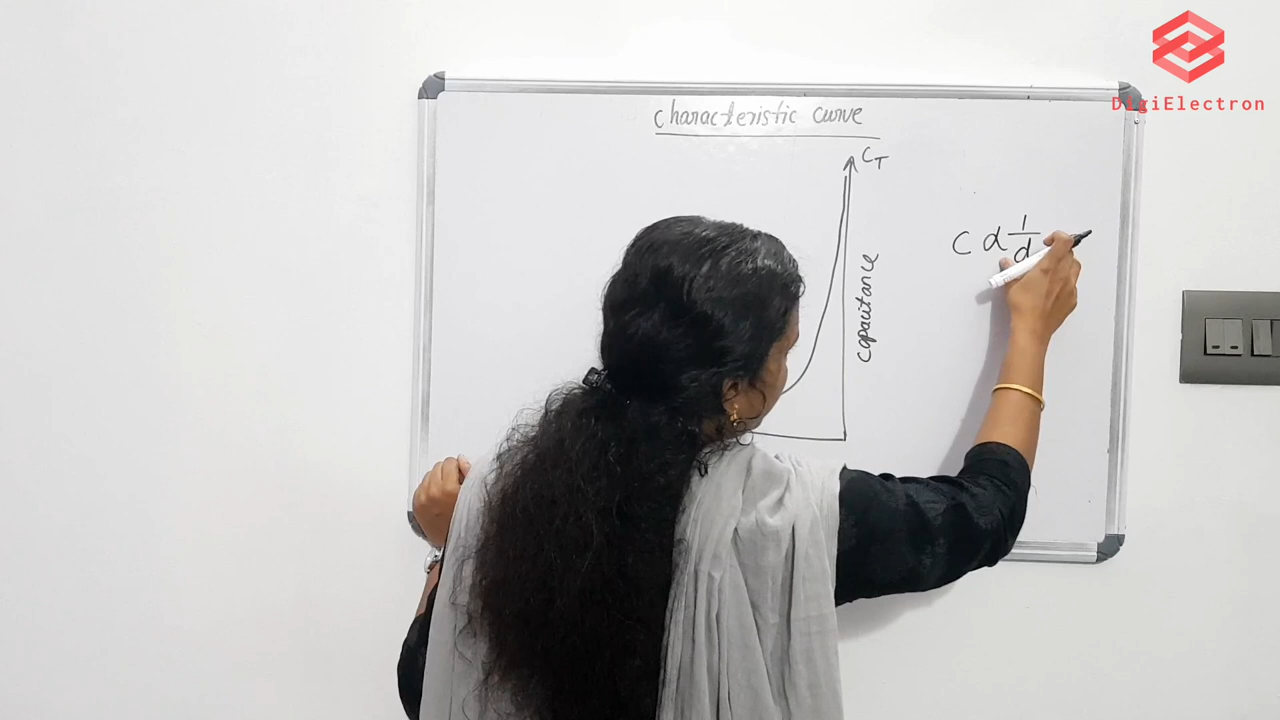 DigiElectron
characteristic curve
CT
capacitance
C α 1/d